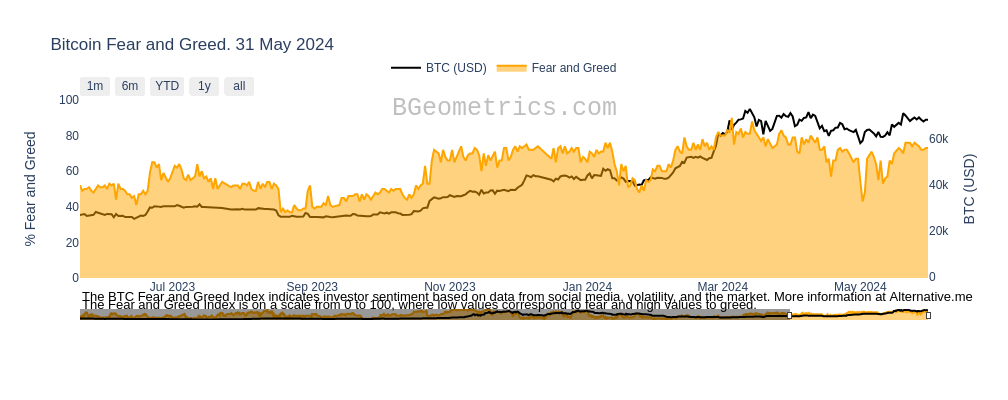 Bitcoin Fear and Greed. 31 May 2024
BTC (USD) Fear and Greed
1m 6m YTD 1y all
BGeometrics.com
100
80
60
40
20
0
% Fear and Greed
60k
40k
20k
0
BTC (USD)
Jul 2023 Sep 2023 Nov 2023 Jan 2024 Mar 2024 May 2024
The BTC Fear and Greed Index indicates investor sentiment based on data from social media, volatility, and the market. More information at Alternative.me
The Fear and Greed Index is on a scale from 0 to 100, where low values correspond to fear and high values to greed.